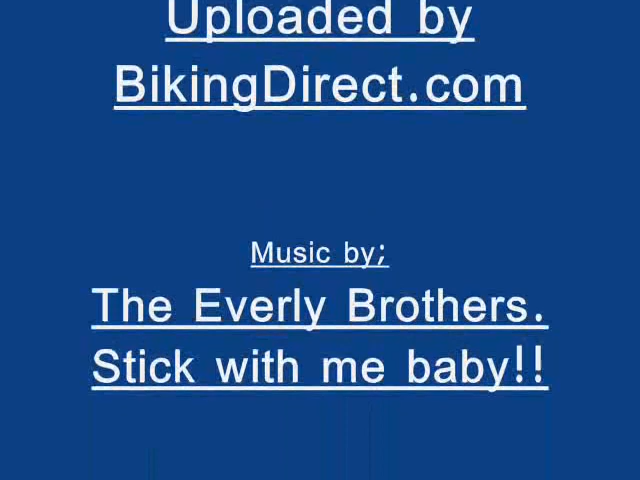 Uploaded by
BikingDirect.com
Music by;
The Everly Brothers.
Stick with me baby!!